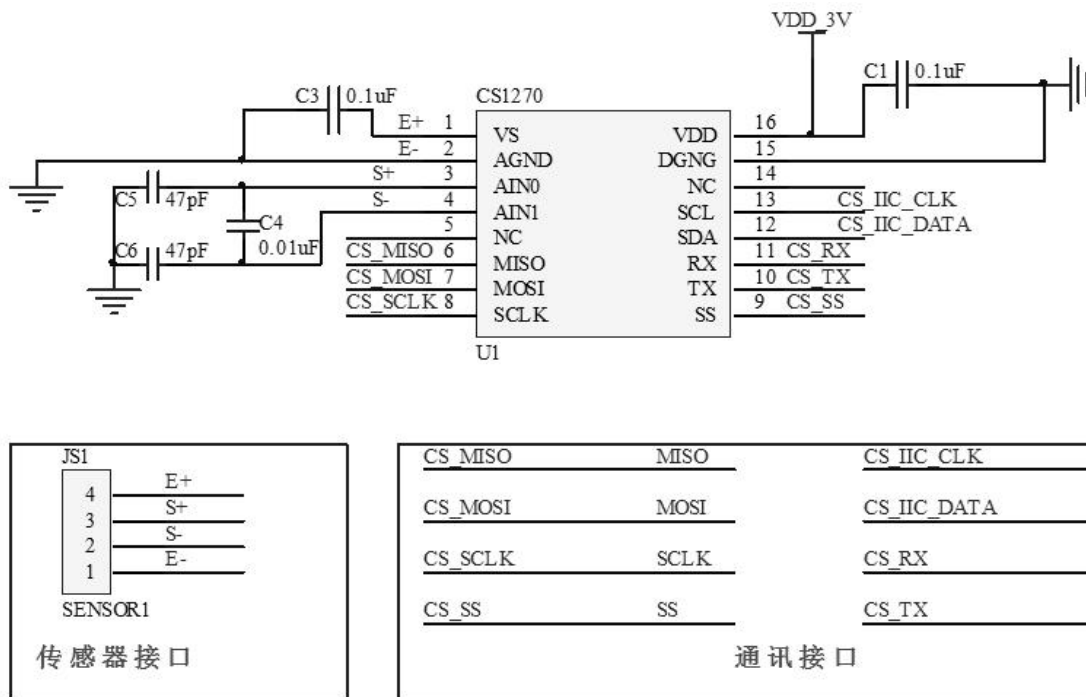 VDD_3V
C1 0.1uF
C3 0.1uF
CS1270
E+ 1 VS VDD 16
E- 2 AGND DGNG 15
S+ 3 AIN0 NC 14
S- 4 AIN1 SCL 13 CS_IIC_CLK
5 NC SDA 12 CS_IIC_DATA
CS_MISO 6 MISO RX 11 CS_RX
CS_MOSI 7 MOSI TX 10 CS_TX
CS_SCLK 8 SCLK SS 9 CS_SS
C5 47pF
C4
0.01uF
C6 47pF
U1
JS1
4 E+
3 S+
2 S-
1 E-
SENSOR1
传感器接口
CS_MISO MISO CS_IIC_CLK
CS_MOSI MOSI CS_IIC_DATA
CS_SCLK SCLK CS_RX
CS_SS SS CS_TX
通讯接口